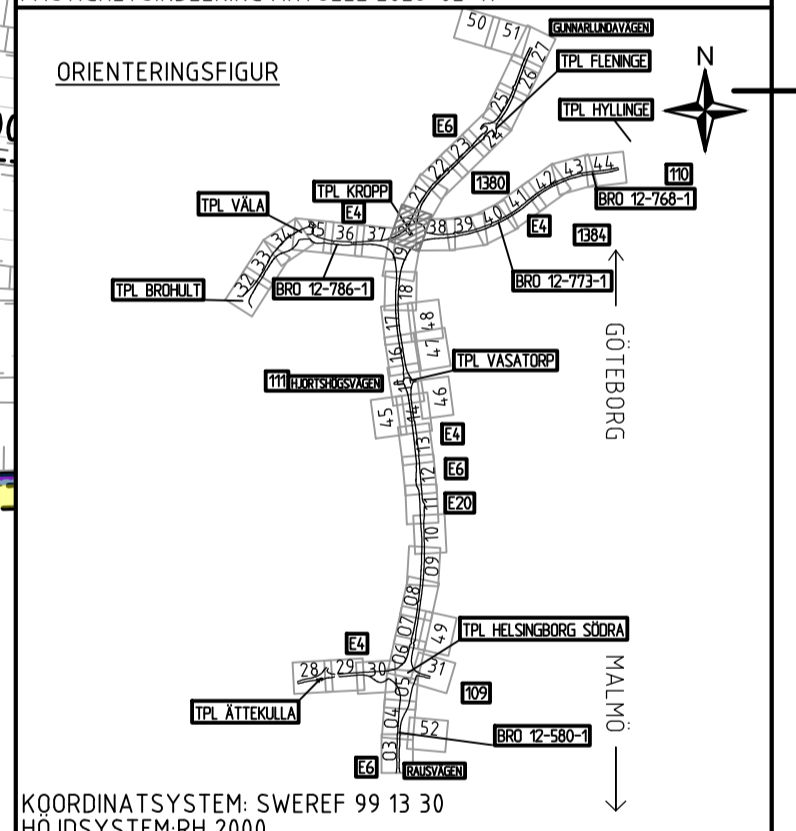 50
51
27
GUNNARLUNDAVÄGEN
TPL FLENINGE
N
ORIENTERINGSFIGUR
26
25
24
TPL HYLLINGE
E6
23
22
21
44
43
42
41
40
39
38
110
1380
BRO 12-768-1
TPL KROPP
E4
TPL VÄLA
E4
1384
37
36
35
34
33
32
19
TPL BROHULT
BRO 12-786-1
BRO 12-773-1
18
17
48
47
16
GÖTEBORG
TPL VASATORP
111
HJORTSHÖGSVÄGEN
15
46
45
14
13
E4
12
E6
11
E20
10
09
08
07
49
TPL HELSINGBORG SÖDRA
06
E4
28
29
30
31
05
109
MALMÖ
TPL ÄTTEKULLA
04
52
BRO 12-580-1
03
E6
RAUSVÄGEN
KOORDINATSYSTEM: SWEREF 99 13 30
HÖJDSYSTEM:RH 2000